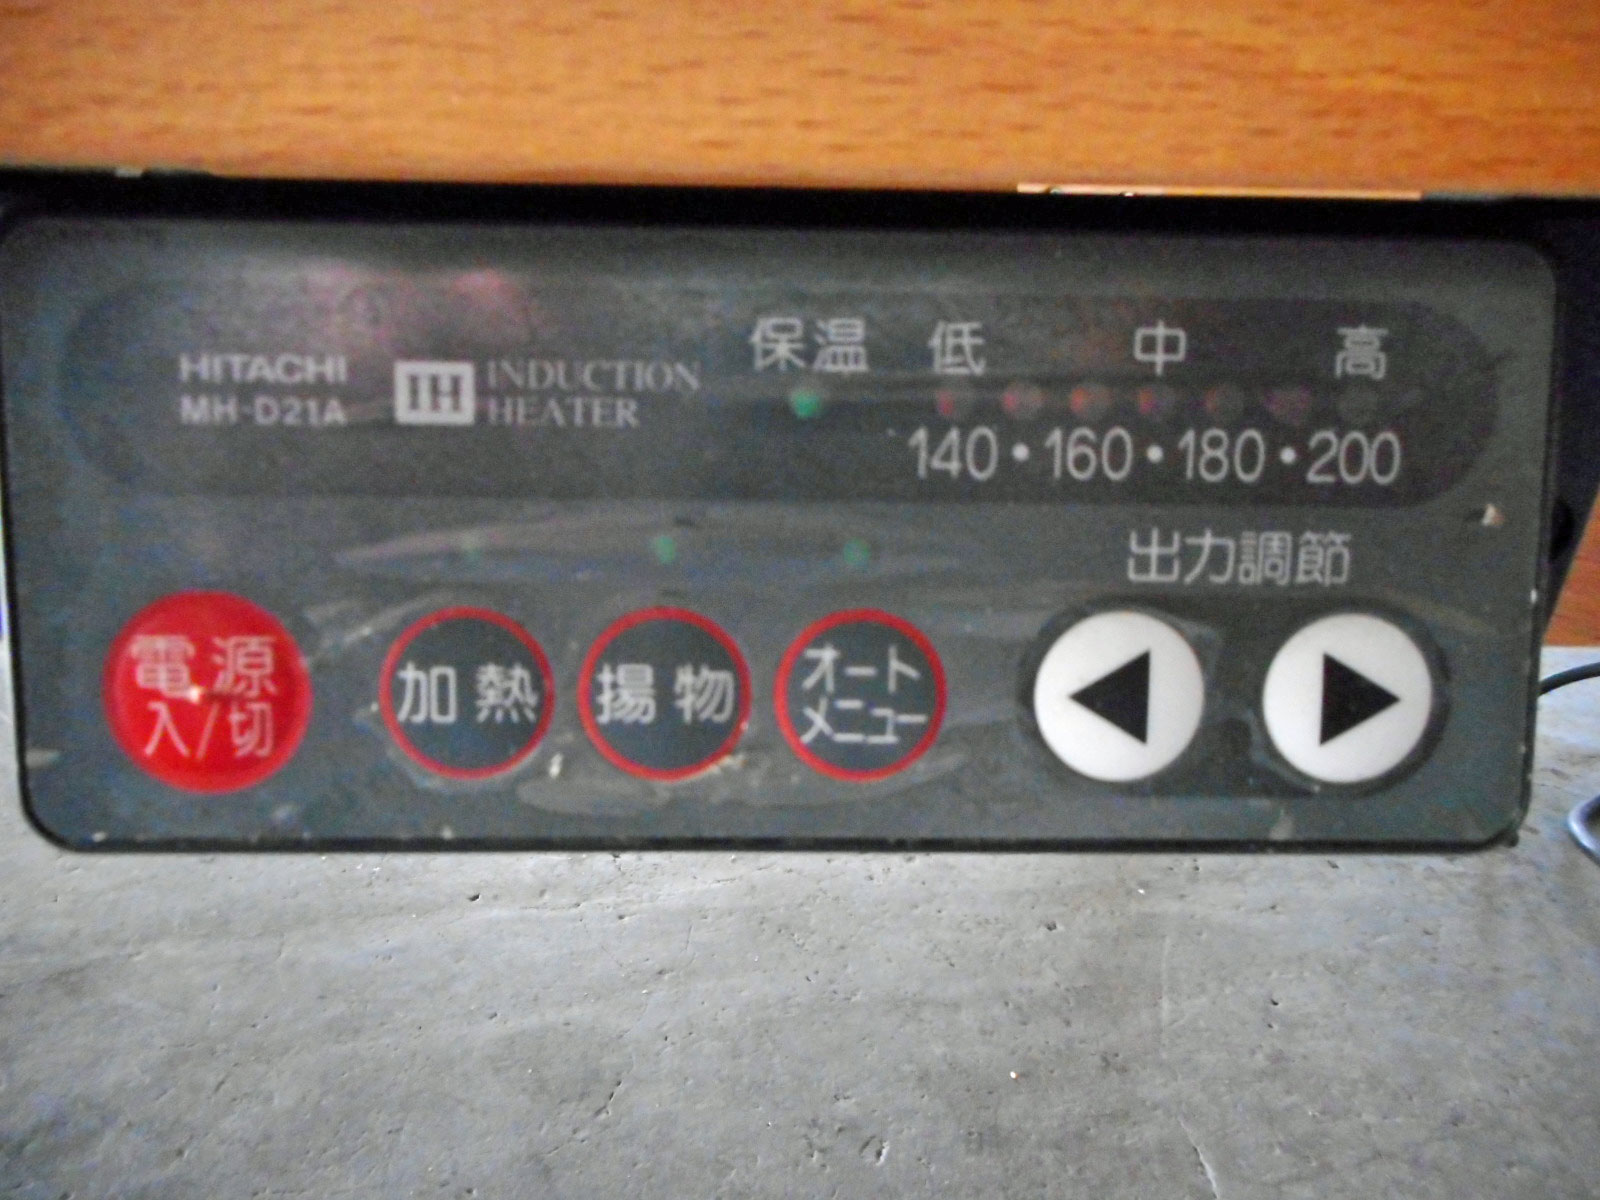 保温 低 中 高
HITACHI IH INDUCTION
MH-D21A HEATER
140・160・180・200
出力調節
電源
入/切
加熱
揚物
オート
メニュー